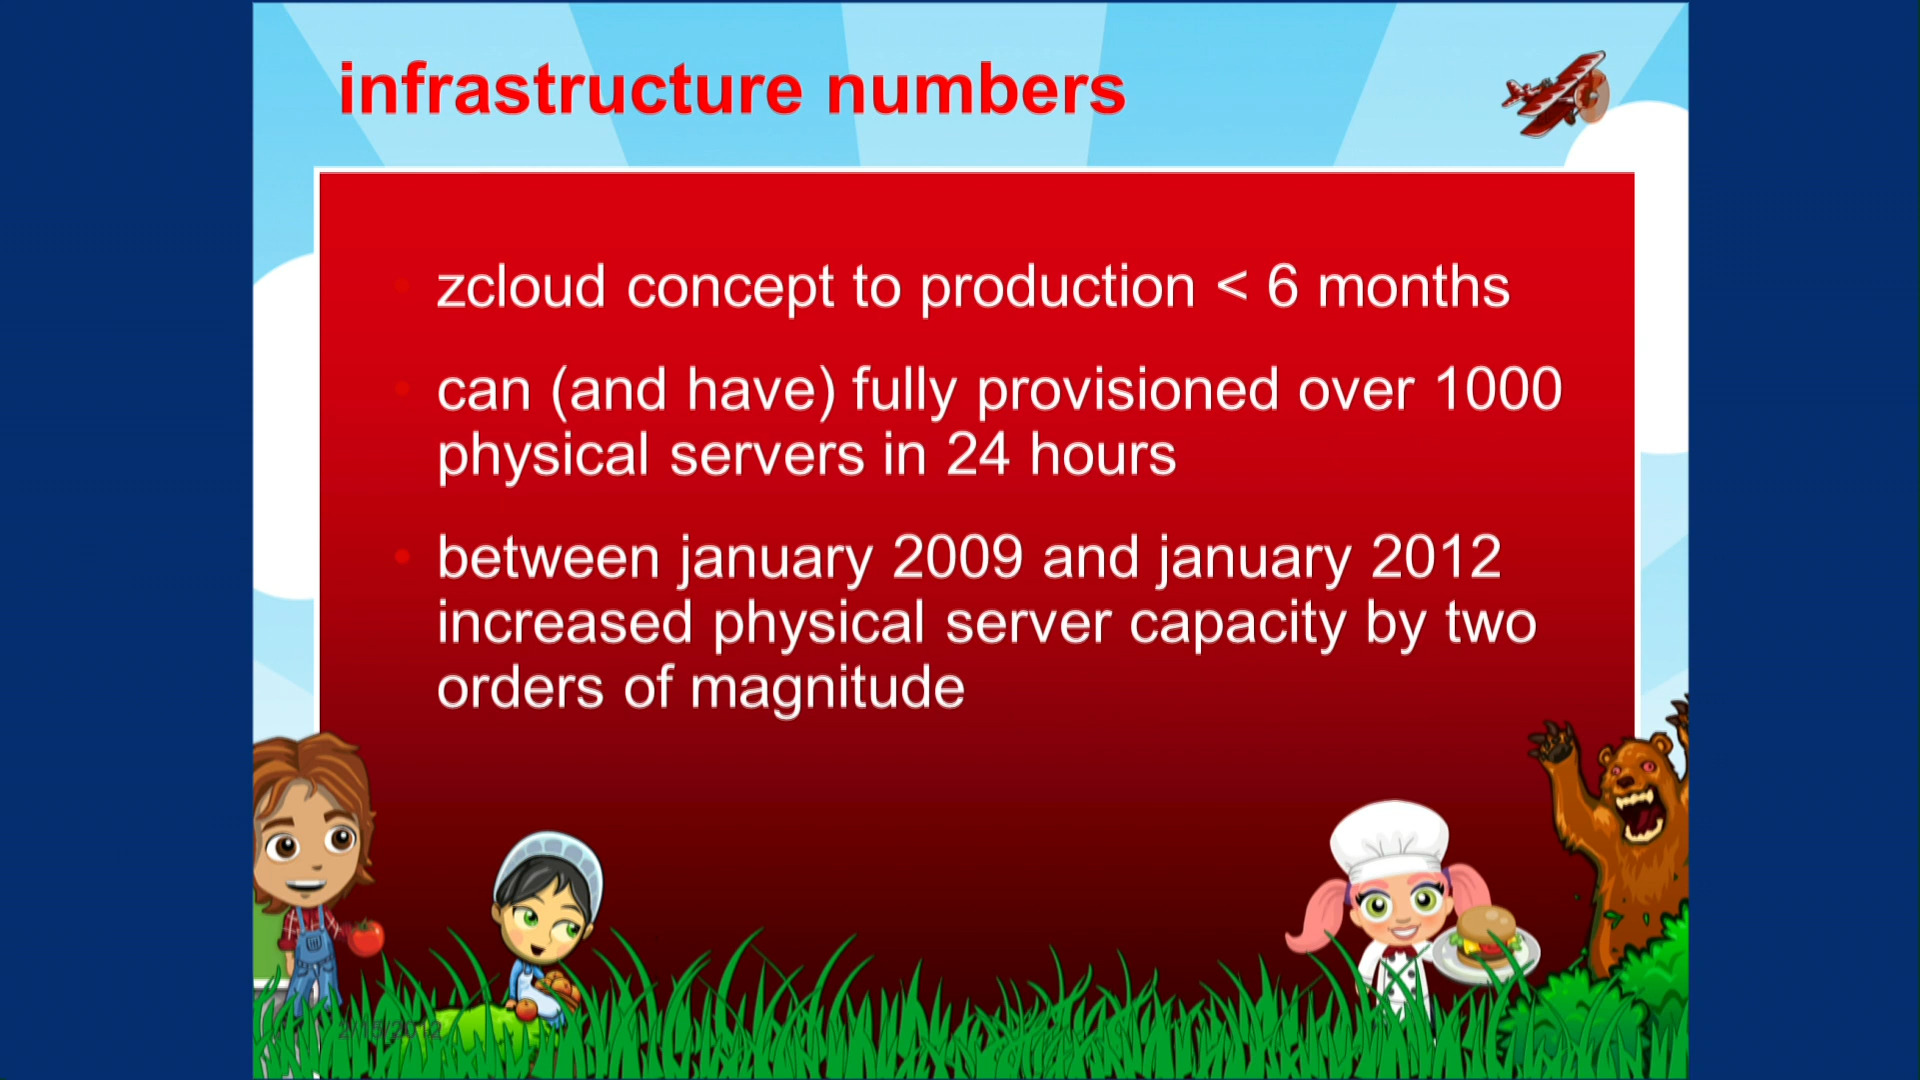 infrastructure numbers
zcloud concept to production < 6 months
can (and have) fully provisioned over 1000
physical servers in 24 hours
between january 2009 and january 2012
increased physical server capacity by two
orders of magnitude